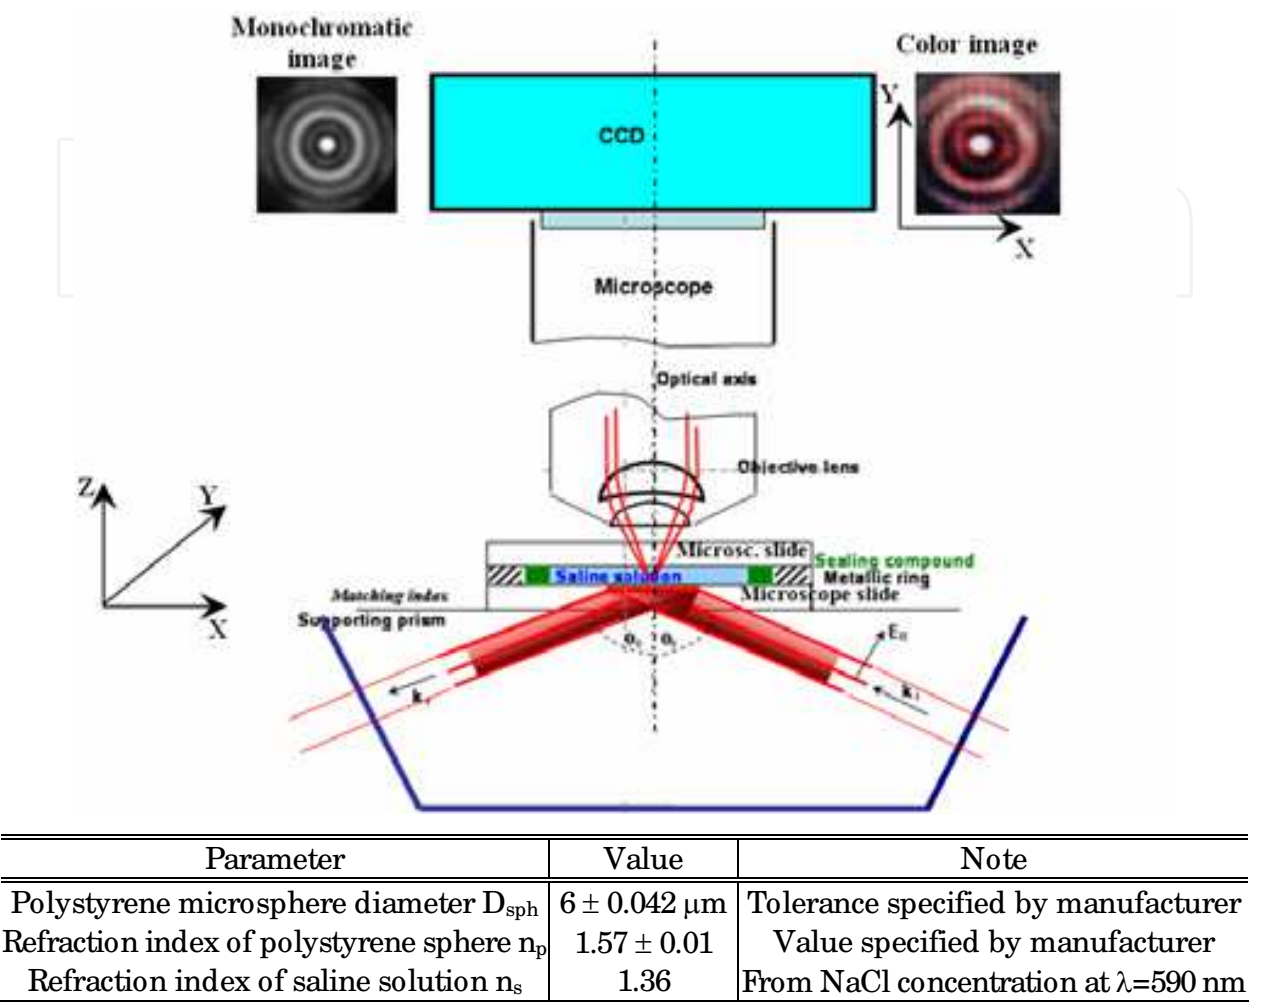 Monochromatic
image
Color image
CCD
Y
X
Microscope
Optical axis
Objective lens
Z
Y
X
Microsc. slide
Sealing compound
Saline solution
Metallic ring
Matching index
Microscope slide
Supporting prism
Parameter Value Note
Polystyrene microsphere diameter Dsph 6 ± 0.042 μm Tolerance specified by manufacturer
Refraction index of polystyrene sphere np 1.57 ± 0.01 Value specified by manufacturer
Refraction index of saline solution ns 1.36 From NaCl concentration at λ=590 nm